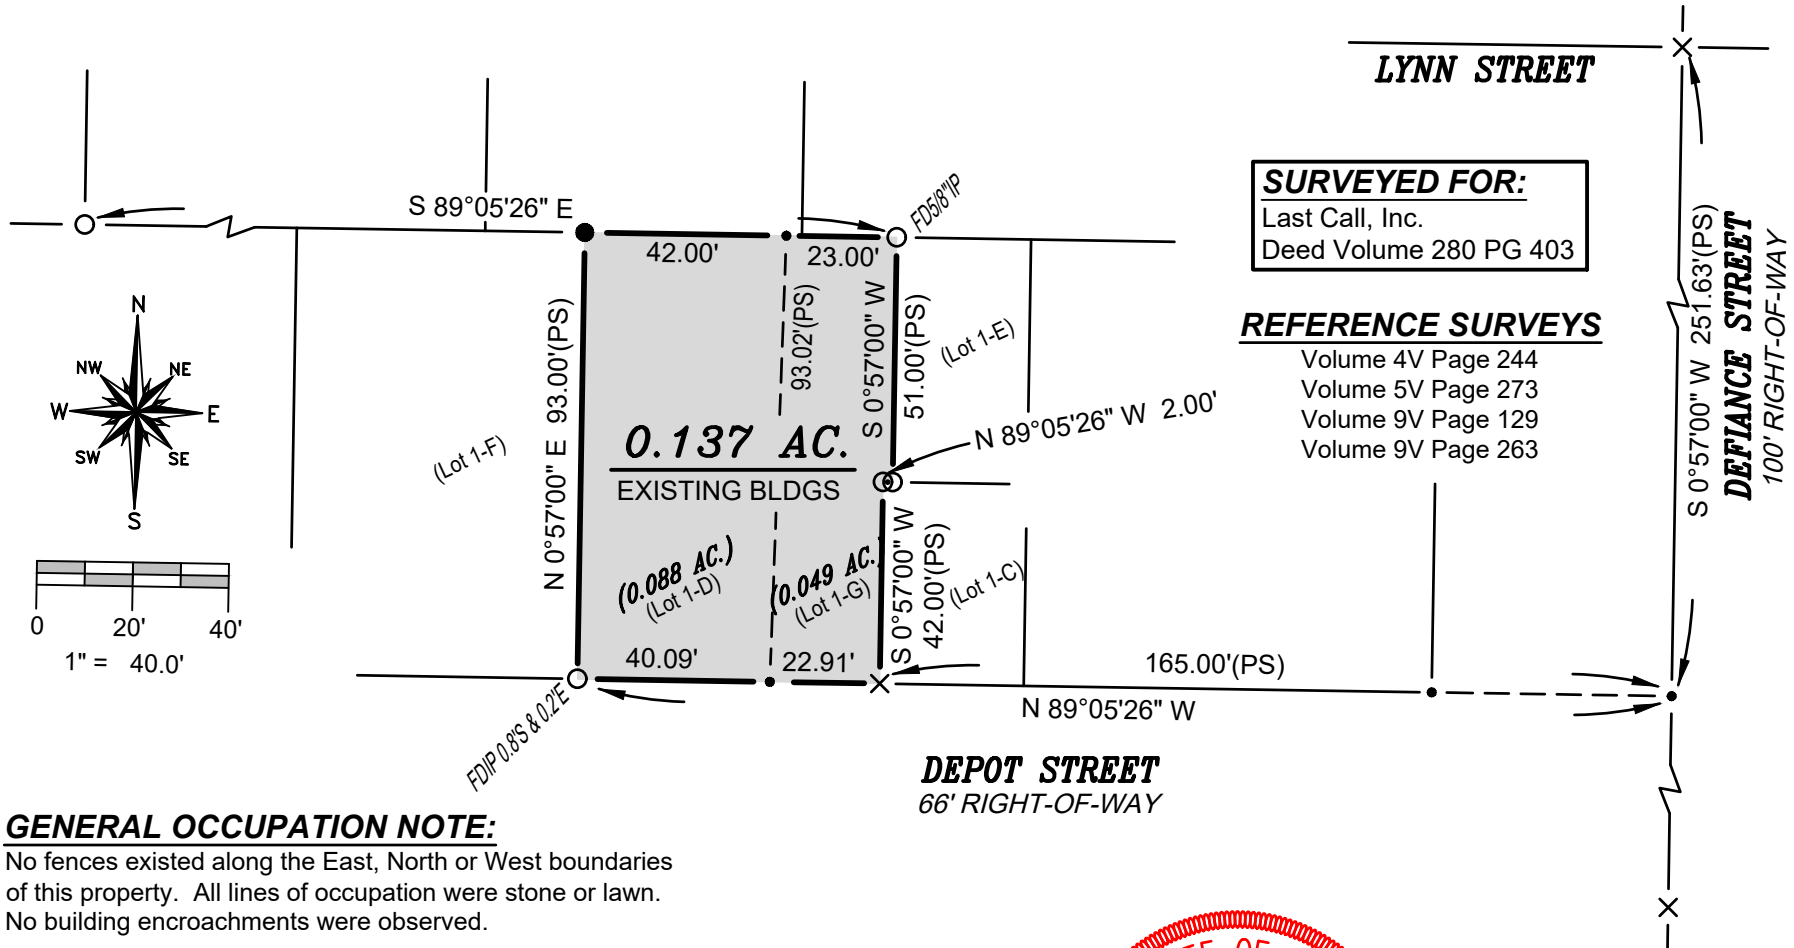 LYNN STREET
SURVEYED FOR:
Last Call, Inc.
Deed Volume 280 PG 403
REFERENCE SURVEYS
Volume 4V Page 244
Volume 5V Page 273
Volume 9V Page 129
Volume 9V Page 263
S 0°57'00" W 251.63'(PS)
DEFIANCE STREET
100' RIGHT-OF-WAY
S 89°05'26" E
FD5/8"IP
42.00'
23.00'
N 0°57'00" E 93.00'(PS)
93.02'(PS)
S 0°57'00" W
51.00'(PS)
(Lot 1-E)
N 89°05'26" W 2.00'
N
NW
NE
W
E
SW
SE
S
(Lot 1-F)
0.137 AC.
EXISTING BLDGS
(0.088 AC.)
(Lot 1-D)
(0.049 AC.)
(Lot 1-G)
S 0°57'00" W
42.00'(PS)
(Lot 1-C)
0 20' 40'
1" = 40.0'
40.09'
22.91'
165.00'(PS)
N 89°05'26" W
FDIP 0.8'S & 0.2'E
DEPOT STREET
66' RIGHT-OF-WAY
GENERAL OCCUPATION NOTE:
No fences existed along the East, North or West boundaries
of this property. All lines of occupation were stone or lawn.
No building encroachments were observed.
OF